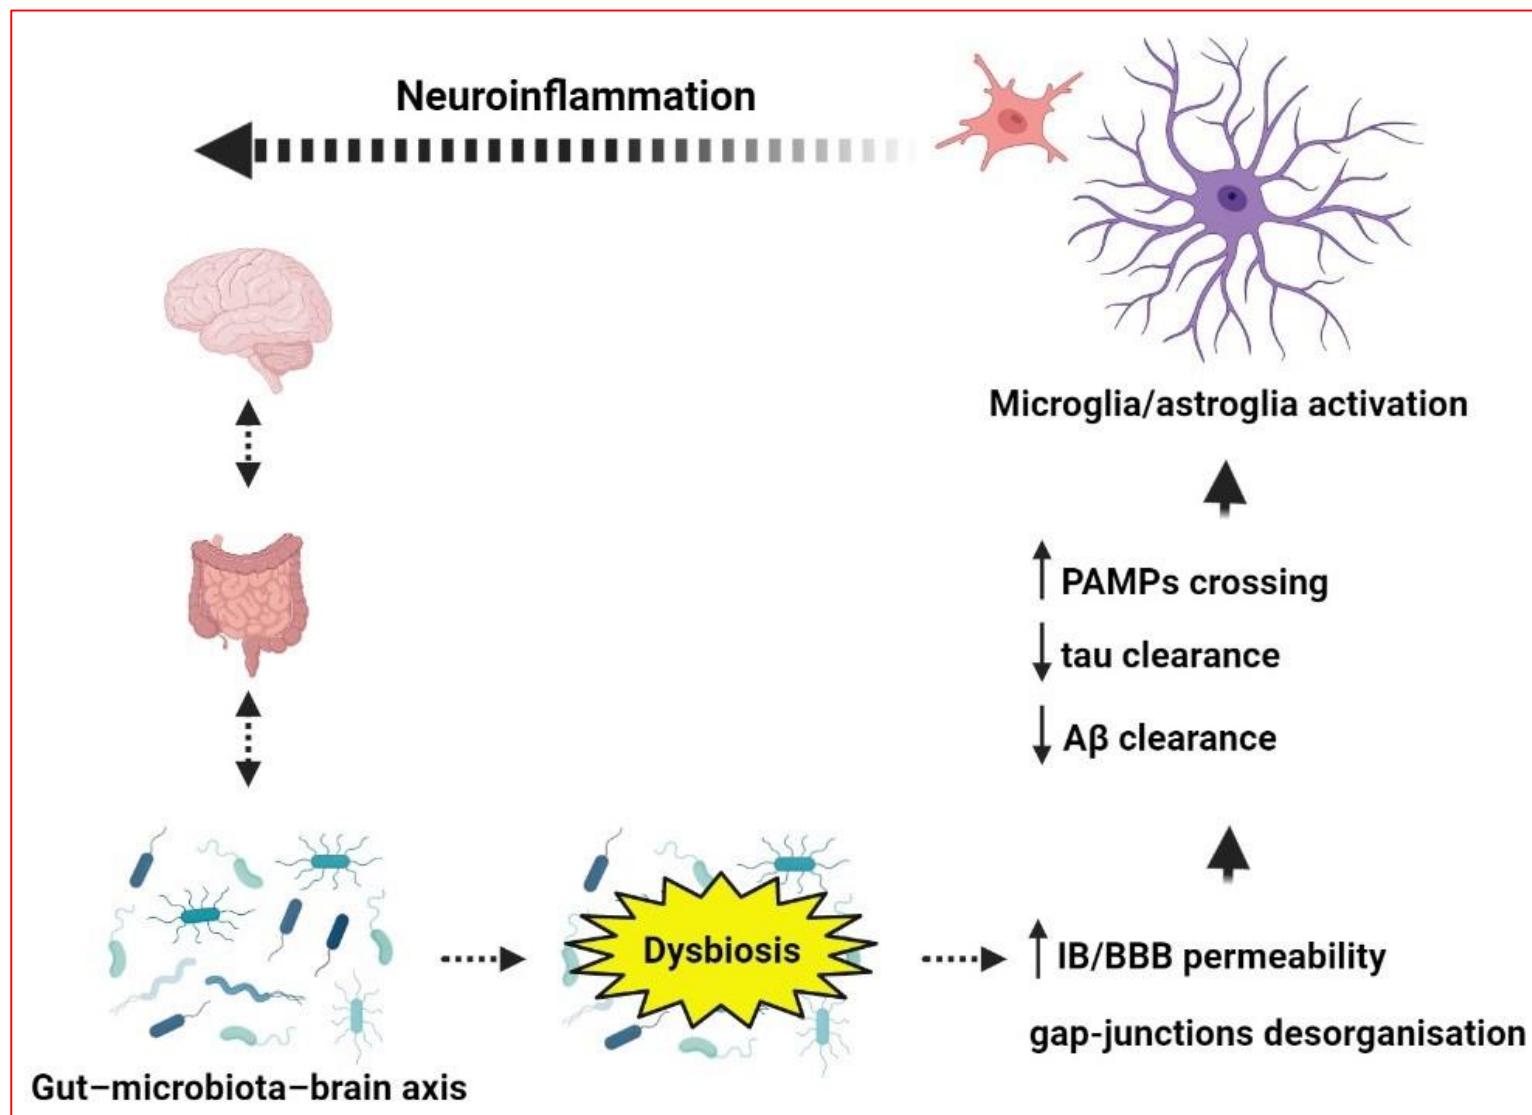 Neuroinflammation
Microglia/astroglia activation
PAMPs crossing
tau clearance
Aβ clearance
Dysbiosis
IB/BBB permeability
gap-junctions desorganisation
Gut–microbiota–brain axis